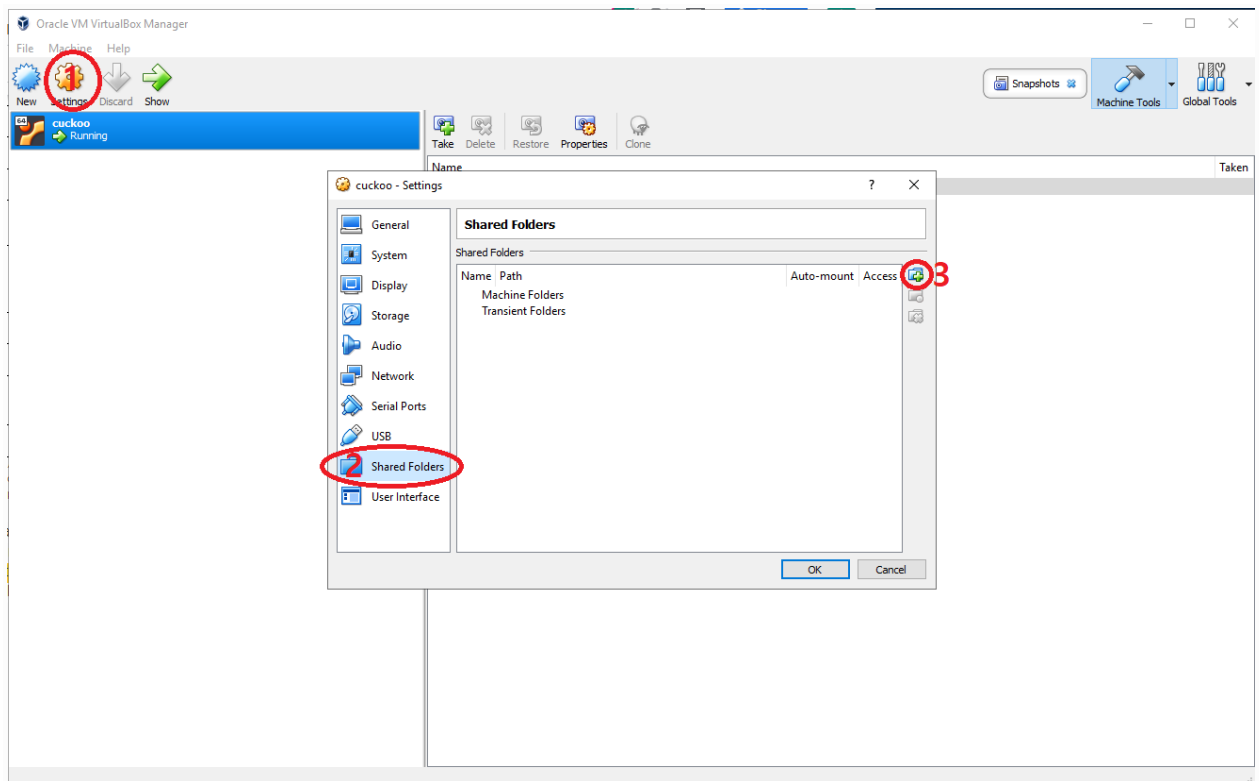 Oracle VM VirtualBox Manager
File Machine Help
1
New Settings Discard Show
Snapshots
Machine Tools
Global Tools
64
cuckoo
Running
Take Delete Restore Properties Clone
Name Taken
cuckoo - Settings ?
General
System
Display
Storage
Audio
Network
Serial Ports
USB
2 Shared Folders
User Interface
Shared Folders
Shared Folders
Name Path Auto-mount Access 3
Machine Folders
Transient Folders
OK Cancel